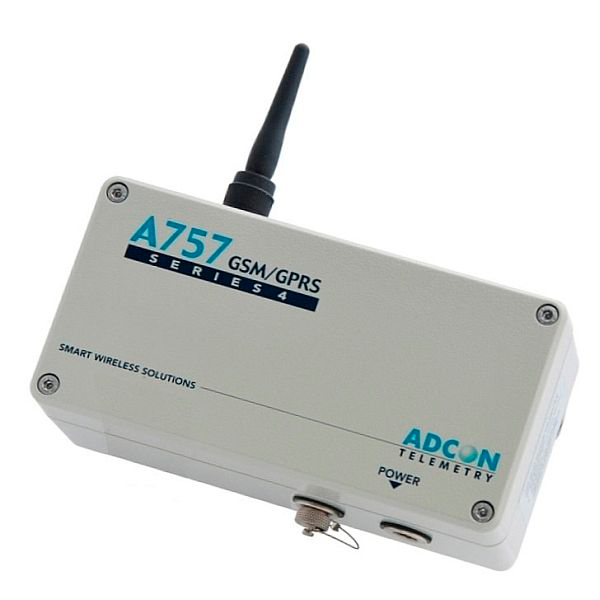 A757 GSM/GPRS
SERIES 4
SMART WIRELESS SOLUTIONS
ADCON
TELEMETRY
POWER